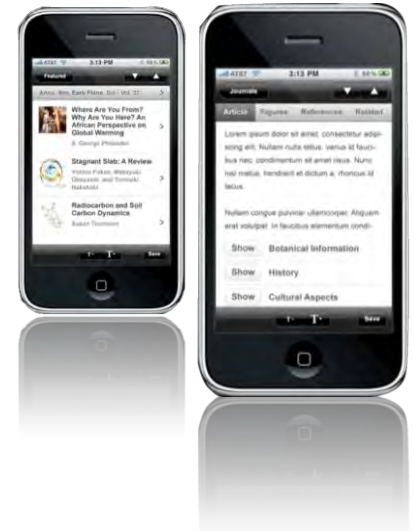 AT&T 3:13 PM
Featured
Annu. Rev. Earth Planet. Sci. Vol. 37
Where Are You From?
Why Are You Here? An
African Perspective on
Global Warming
S. George Philander
Stagnant Slab: A Review
Yoshio Fukao, Masayuki
Obayashi, and Tomoeki
Nakakuki
Radiocarbon and Soil
Carbon Dynamics
Susan Trumbore
T- T+ Save
AT&T 3:13 PM
Journals
Article Figures References Related
Lorem ipsum dolor sit amet, consectetur adipi-
scing elit. Nullam nulla tellus, varius id fauci-
bus nec, condimentum sit amet risus. Nunc
nisl metus, hendrerit et dictum a, rhoncus id
lacus.
Nullam congue pulvinar ullamcorper. Aliquam
erat volutpat. In faucibus elementum condi-
Show Botanical Information
Show History
Show Cultural Aspects
T- T+ Save